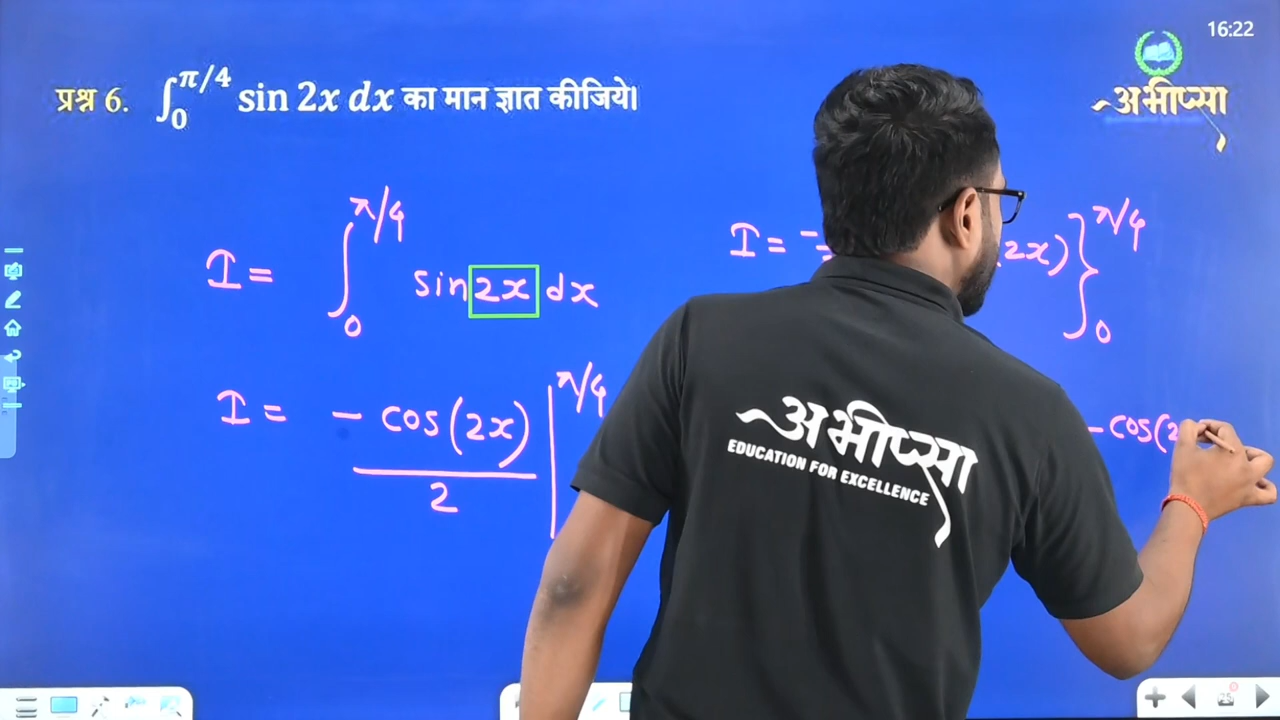 16:22
प्रश्न 6. ∫₀^{π/4} sin 2x dx का मान ज्ञात कीजिये।
अभीप्सा
I = ∫₀^{π/4} sin 2x dx
I = - cos(2x) / 2 |^{π/4}
I = - 2x) }₀^{π/4}
- cos(2
अभीप्सा
EDUCATION FOR EXCELLENCE